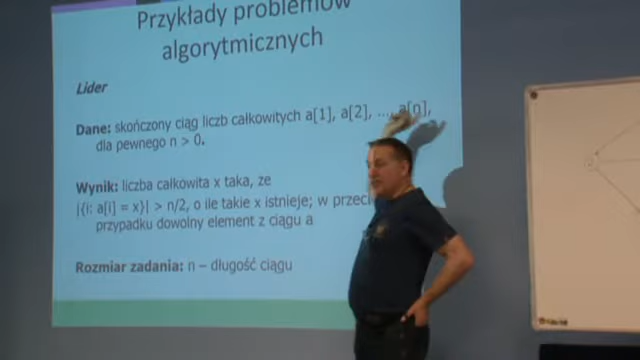 Przykłady problemów
algorytmicznych
Lider
Dane: skończony ciąg liczb całkowitych a[1], a[2], ..., a[n],
dla pewnego n > 0.
Wynik: liczba całkowita x taka, że
|{i: a[i] = x}| > n/2, o ile takie x istnieje; w przeci
przypadku dowolny element z ciągu a
Rozmiar zadania: n – długość ciągu